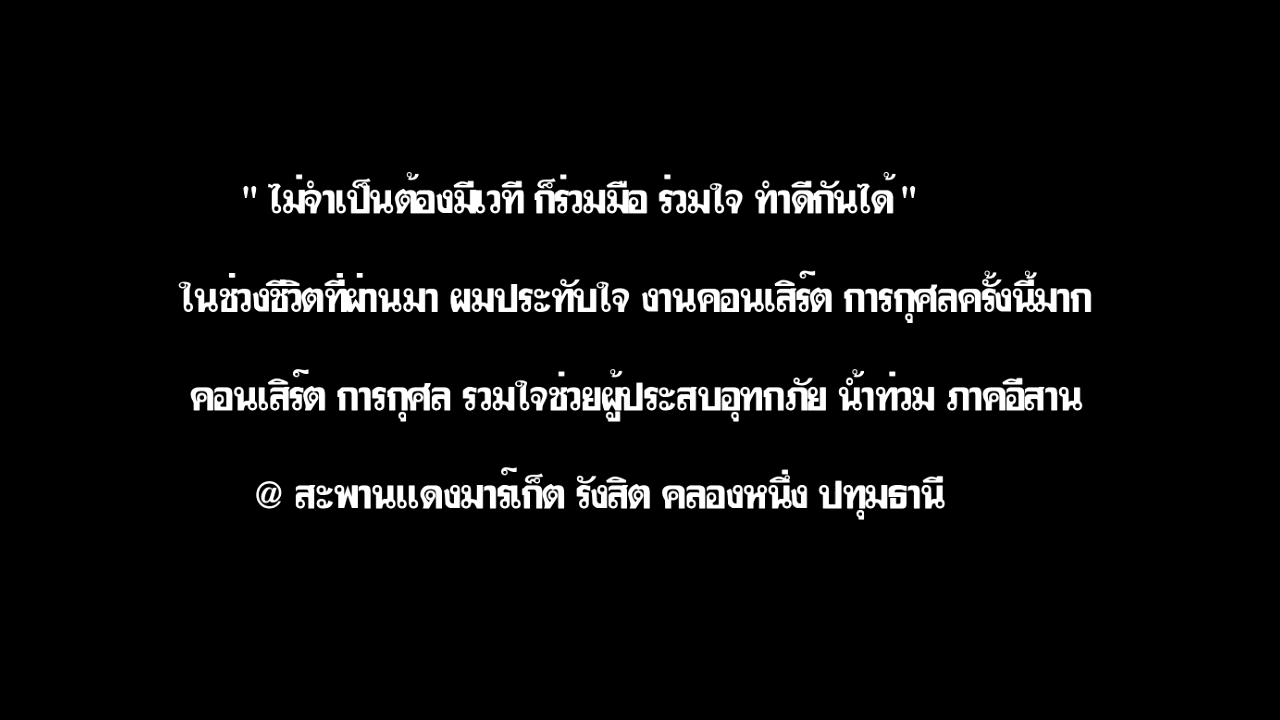 " ไม่จำเป็นต้องมีเวที ก็ร่วมมือ ร่วมใจ ทำดีกันได้ "
ในช่วงชีวิตที่ผ่านมา ผมประทับใจ งานคอนเสิร์ต การกุศลครั้งนี้มาก
คอนเสิร์ต การกุศล รวมใจช่วยผู้ประสบอุทกภัย น้ำท่วม ภาคอีสาน
@ สะพานแดงมาร์เก็ต รังสิต คลองหนึ่ง ปทุมธานี